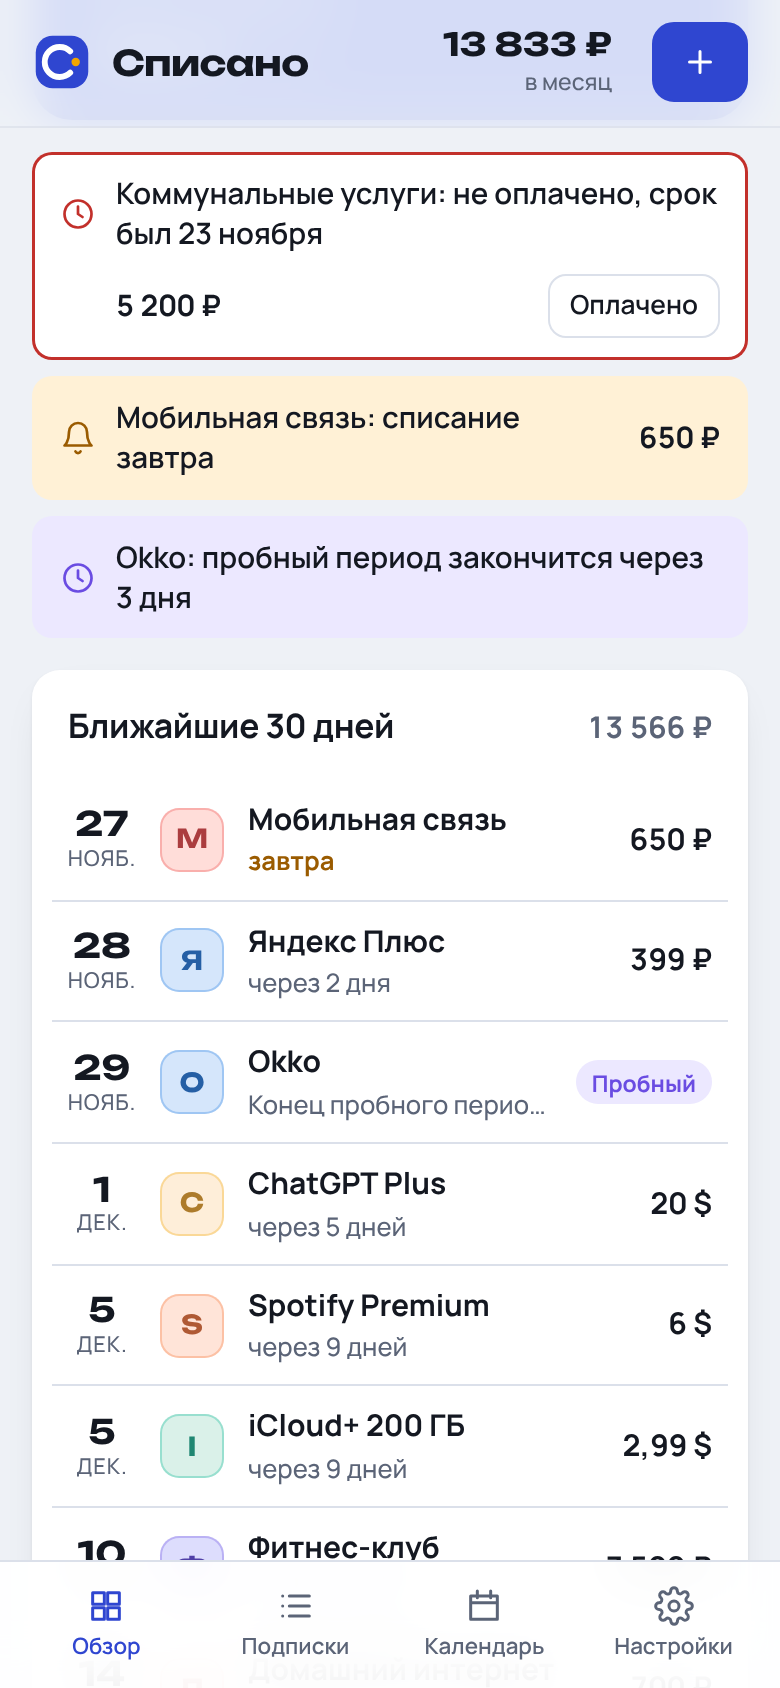 Списано
13 833 ₽
в месяц
Коммунальные услуги: не оплачено, срок
был 23 ноября
5 200 ₽
Оплачено
Мобильная связь: списание
завтра
650 ₽
Okko: пробный период закончится через
3 дня
Ближайшие 30 дней
13 566 ₽
27
НОЯБ.
М
Мобильная связь
завтра
650 ₽
28
НОЯБ.
Я
Яндекс Плюс
через 2 дня
399 ₽
29
НОЯБ.
O
Okko
Конец пробного перио...
Пробный
1
ДЕК.
C
ChatGPT Plus
через 5 дней
20 $
5
ДЕК.
S
Spotify Premium
через 9 дней
6 $
5
ДЕК.
I
iCloud+ 200 ГБ
через 9 дней
2,99 $
10
Фитнес-клуб
Обзор
Подписки
Календарь
Настройки
14
Домашний интернет
700 ₽